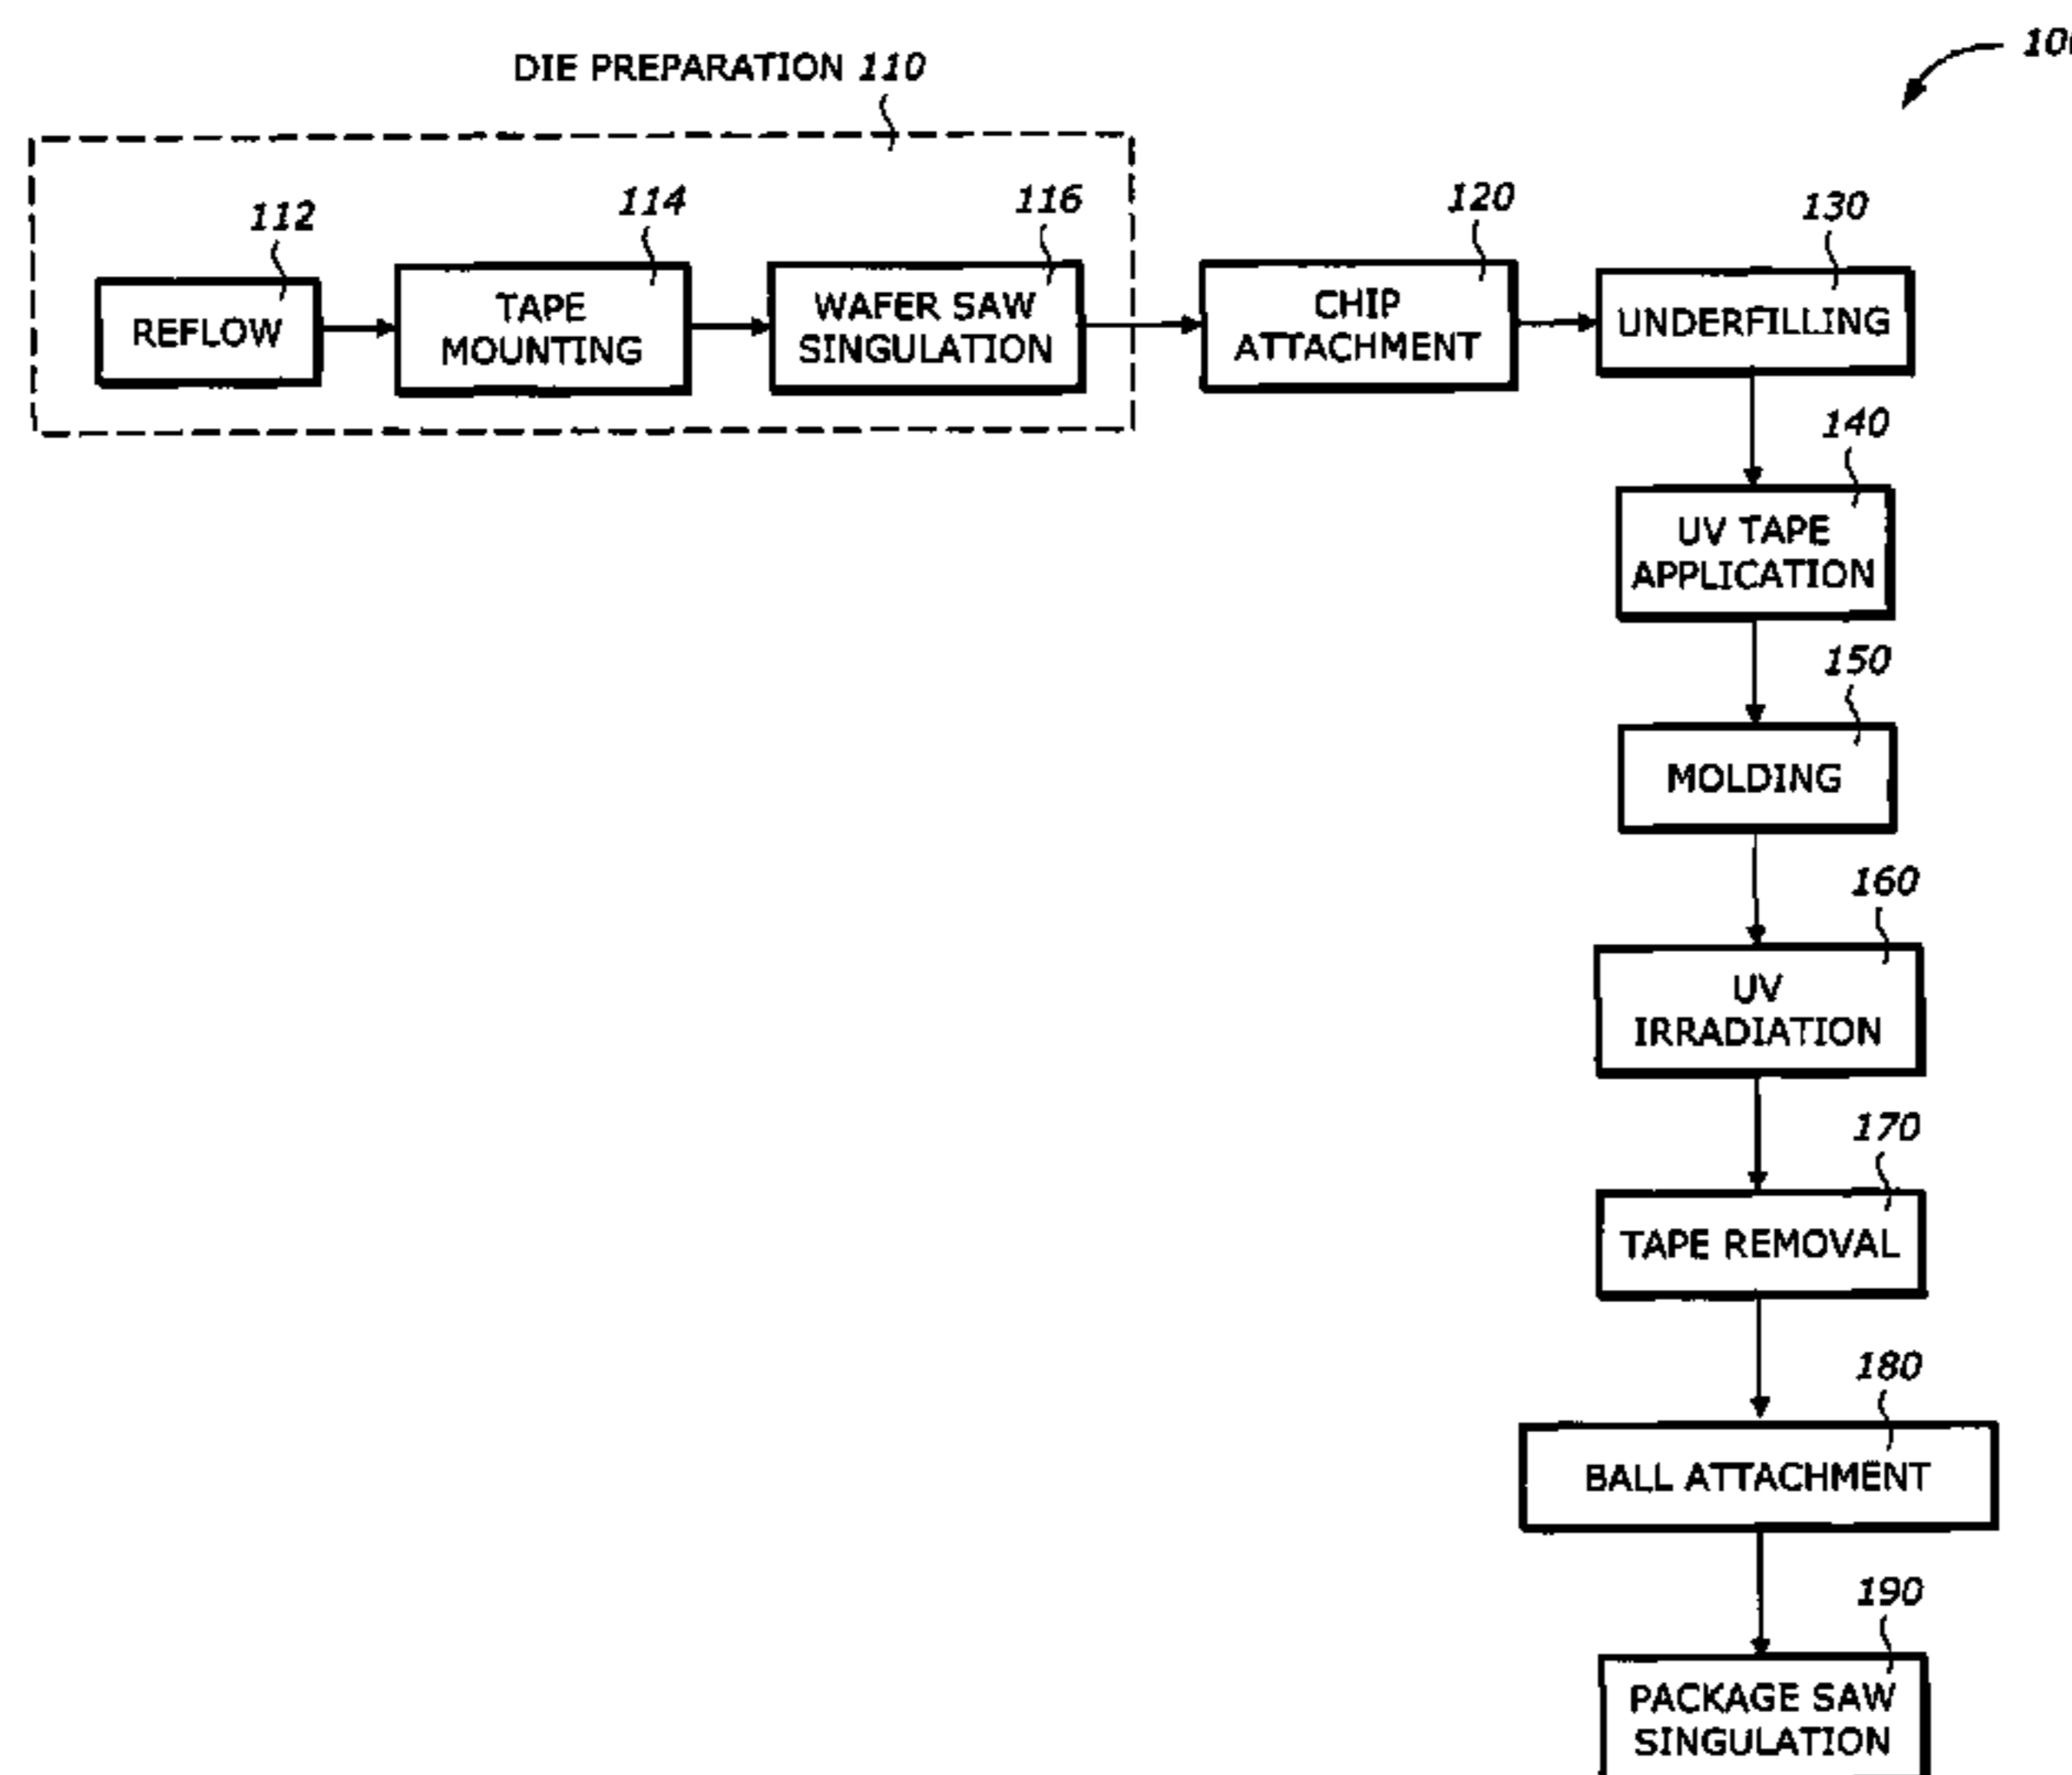 DIE PREPARATION 110
112
REFLOW
114
TAPE
MOUNTING
116
WAFER SAW
SINGULATION
120
CHIP
ATTACHMENT
130
UNDERFILLING
140
UV TAPE
APPLICATION
150
MOLDING
160
UV
IRRADIATION
170
TAPE REMOVAL
180
BALL ATTACHMENT
190
PACKAGE SAW
SINGULATION